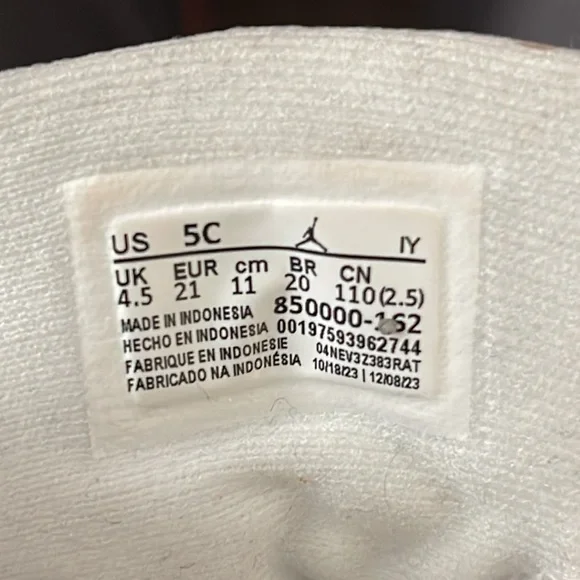 US 5C IY
UK EUR cm BR CN
4.5 21 11 20 110(2.5)
MADE IN INDONESIA 850000-162
HECHO EN INDONESIA 00197593962744
FABRIQUE EN INDONESIE 04NEV3Z383RAT
FABRICADO NA INDONÉSIA 10/18/23 | 12/08/23